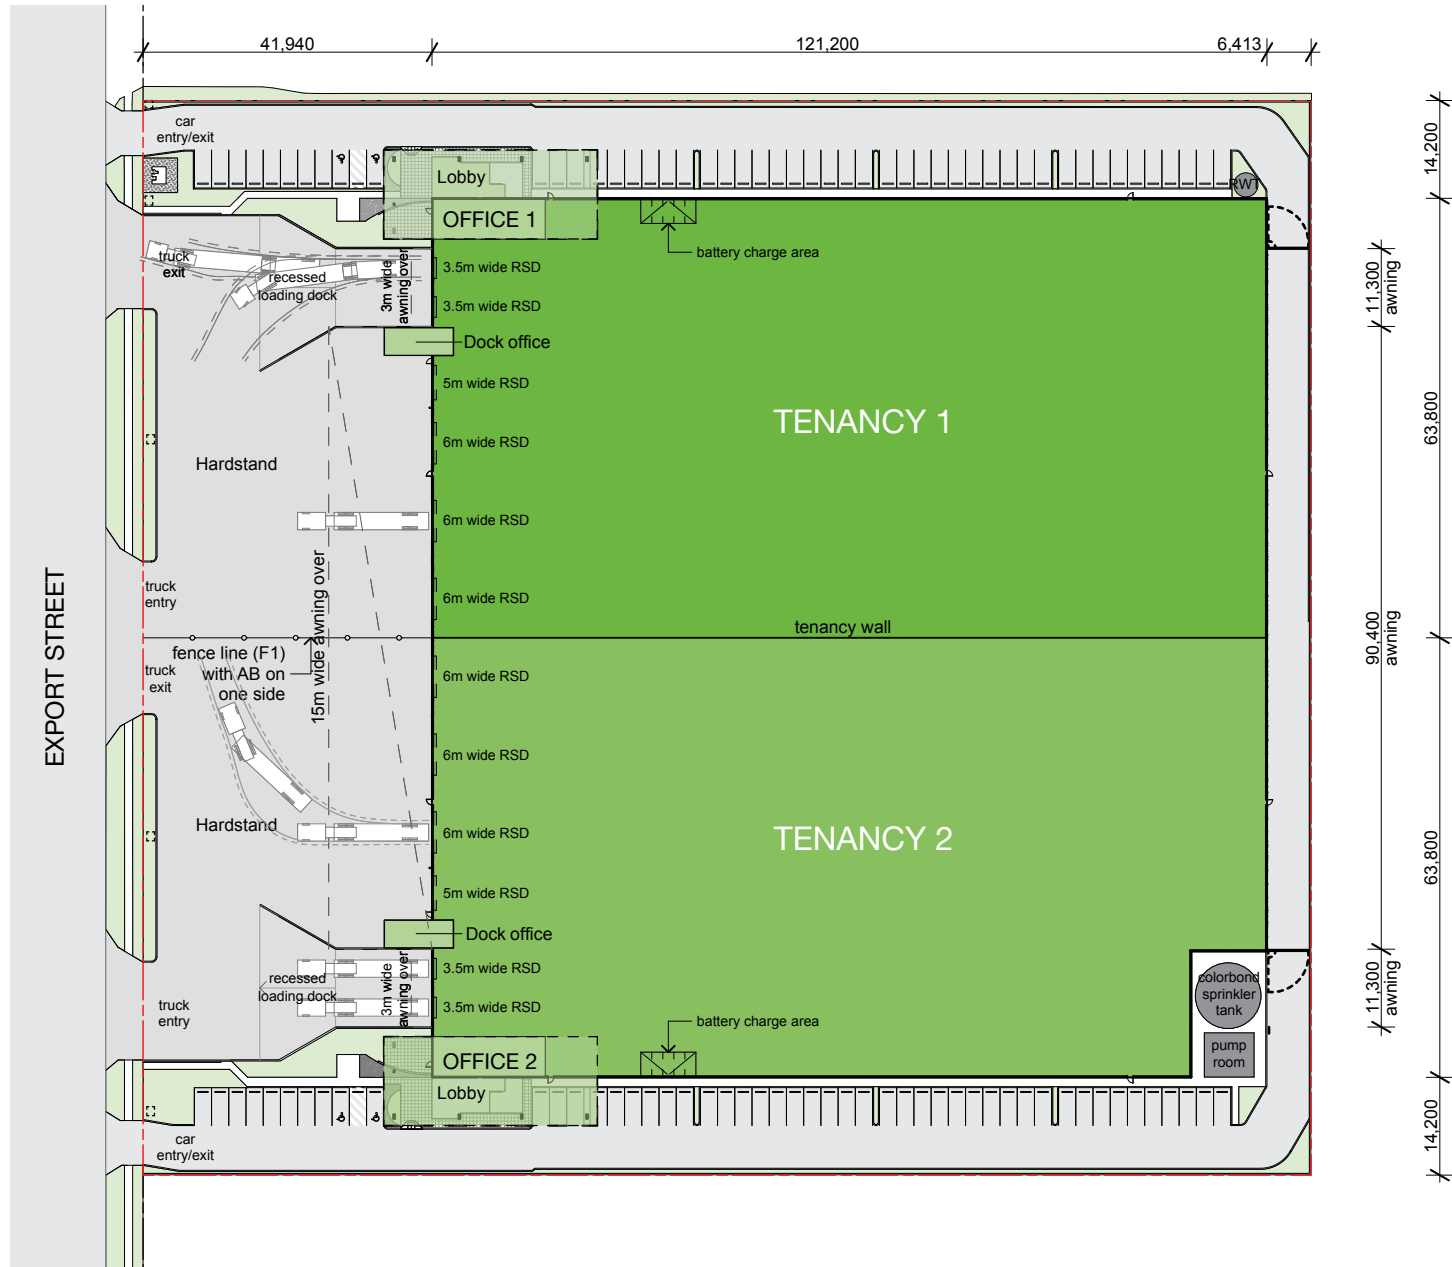 41,940
121,200
6,413
car
entry/exit
Lobby
OFFICE 1
RWT
14,200
battery charge area
truck
exit
recessed
loading dock
3m wide
awning over
3.5m wide RSD
3.5m wide RSD
11,300
awning
Dock office
5m wide RSD
TENANCY 1
63,800
6m wide RSD
Hardstand
6m wide RSD
15m wide awning over
EXPORT STREET
truck
entry
6m wide RSD
tenancy wall
90,400
awning
fence line (F1)
with AB on
one side
truck
exit
6m wide RSD
6m wide RSD
Hardstand
6m wide RSD
TENANCY 2
63,800
5m wide RSD
Dock office
recessed
loading dock
3m wide
awning over
3.5m wide RSD
3.5m wide RSD
colorbond
sprinkler
tank
11,300
awning
truck
entry
battery charge area
pump
room
OFFICE 2
Lobby
car
entry/exit
14,200